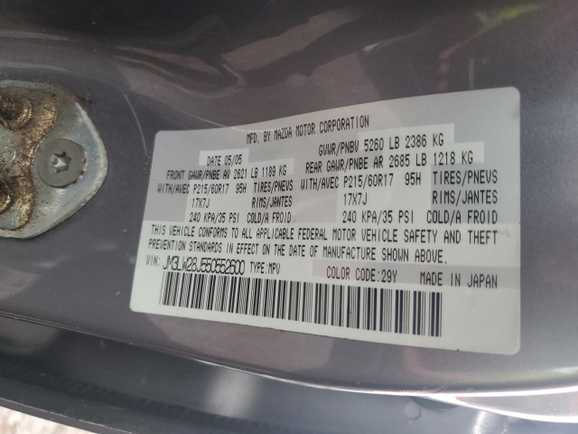 MFD. BY MAZDA MOTOR CORPORATION
DATE 05/05 GVWR/PNBV 5260 LB 2386 KG
FRONT GAWR/PNBE AV 2621 LB 1189 KG REAR GAWR/PNBE AR 2685 LB 1218 KG
WITH/AVEC P215/60R17 95H TIRES/PNEUS WITH/AVEC P215/60R17 95H TIRES/PNEUS
17X7J RIMS/JANTES 17X7J RIMS/JANTES
240 KPA/35 PSI COLD/A FROID 240 KPA/35 PSI COLD/A FROID
THIS VEHICLE CONFORMS TO ALL APPLICABLE FEDERAL MOTOR VEHICLE SAFETY AND THEFT
PREVENTION STANDARDS IN EFFECT ON THE DATE OF MANUFACTURE SHOWN ABOVE.
VIN: JM3LW28J550552600 TYPE:MPV COLOR CODE:29Y MADE IN JAPAN